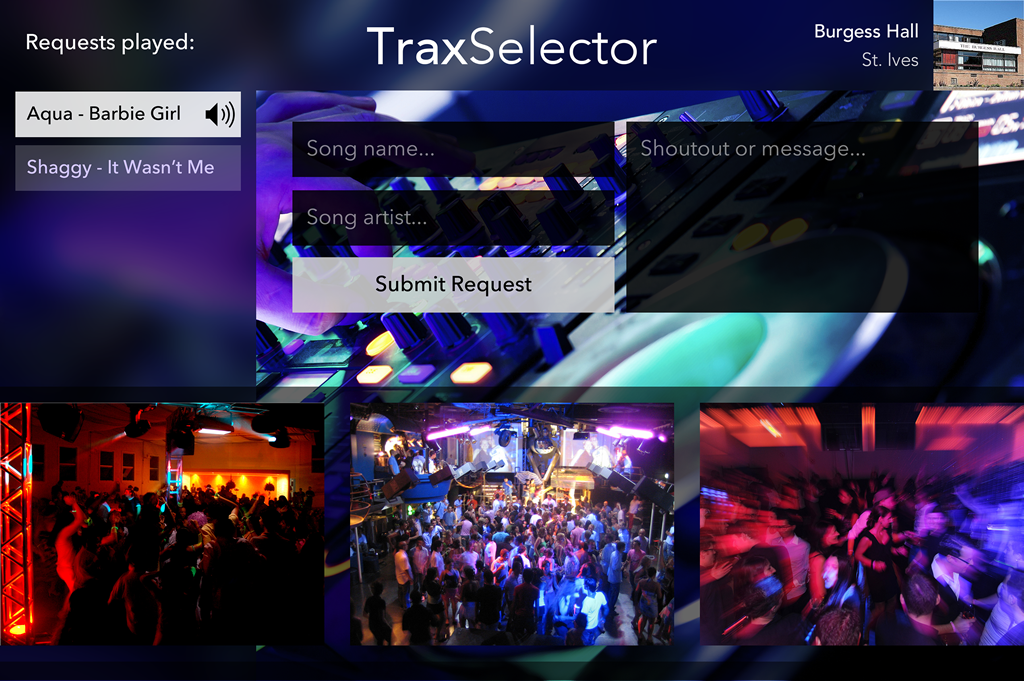 Requests played:
TraxSelector
Burgess Hall
St. Ives
THE BURGESS HALL
Aqua - Barbie Girl
Shaggy - It Wasn't Me
Song name...
Shoutout or message...
Song artist...
Submit Request